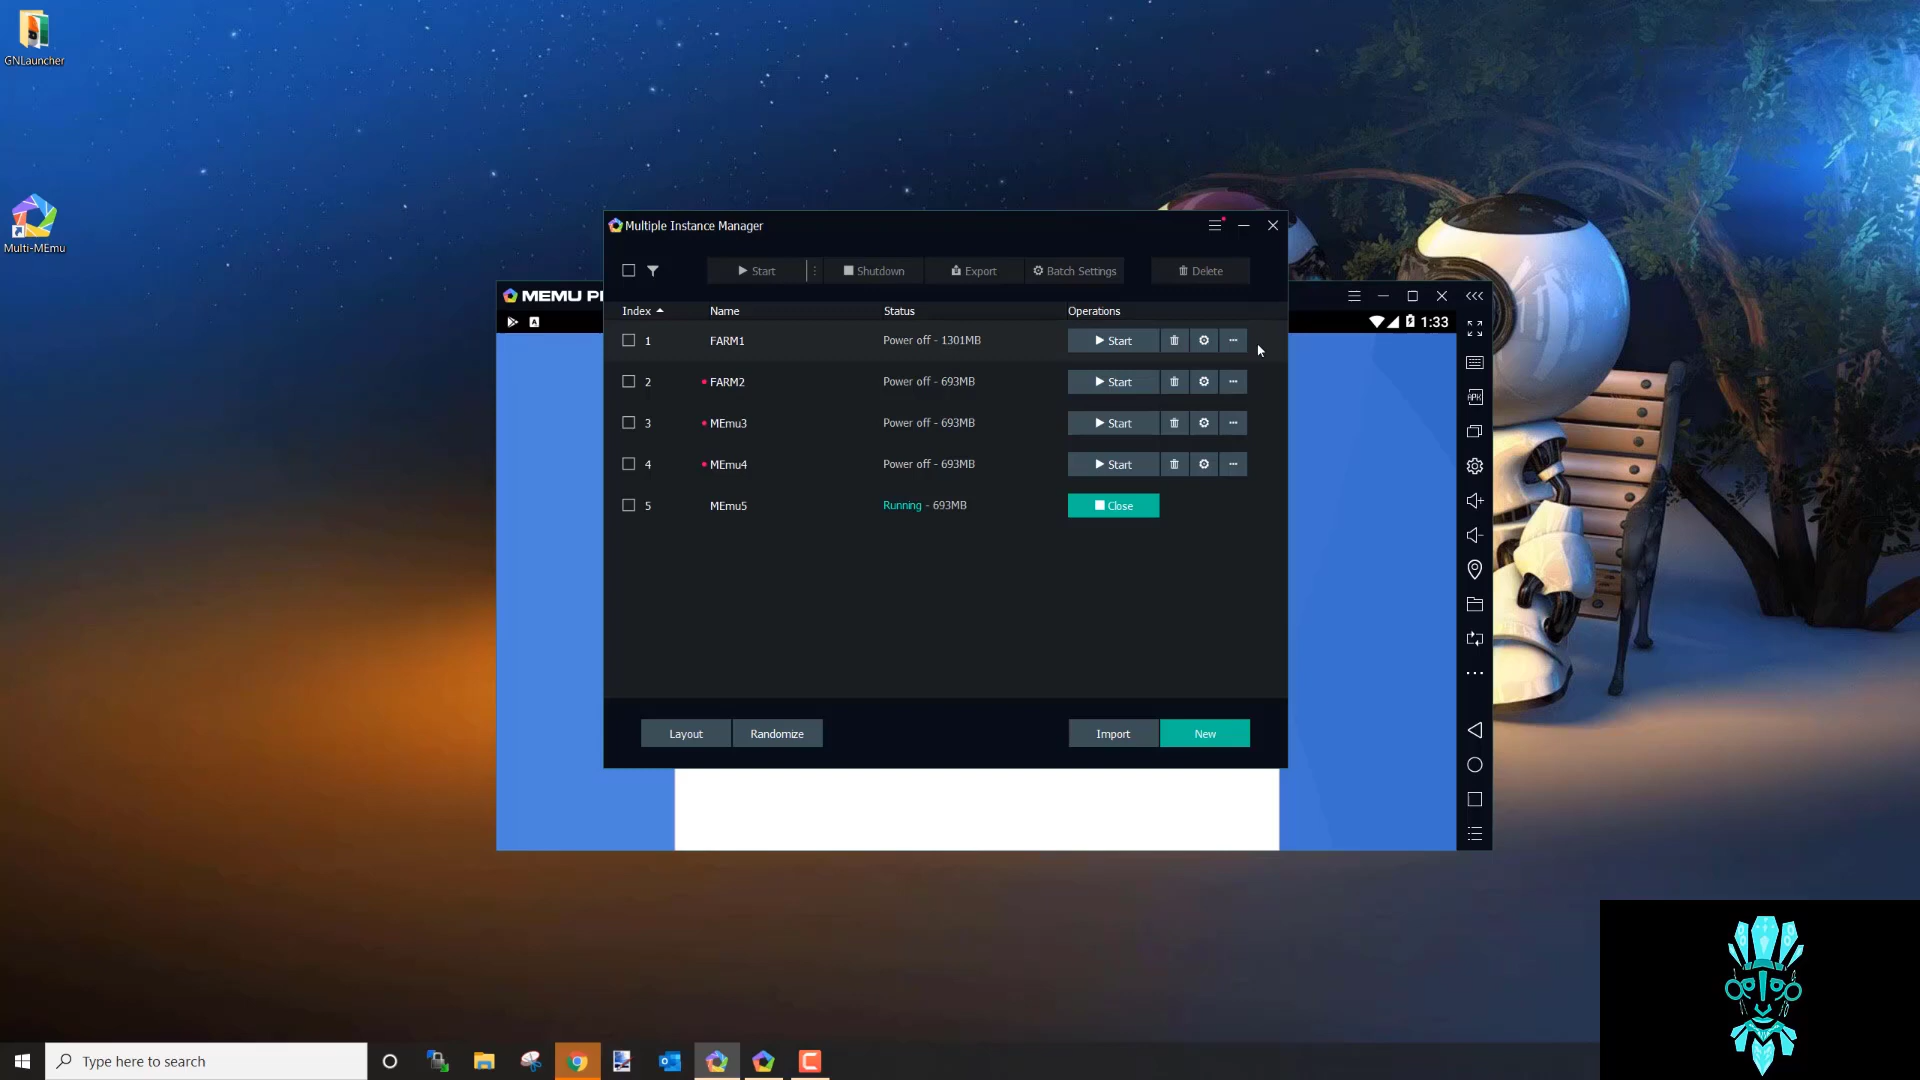 GNLauncher
Multi-MEmu
Multiple Instance Manager
Start
Shutdown
Export
Batch Settings
Delete
MEMU P
1:33
Index Name Status Operations
1 FARM1 Power off - 1301MB Start
2 FARM2 Power off - 693MB Start
3 MEmu3 Power off - 693MB Start
4 MEmu4 Power off - 693MB Start
5 MEmu5 Running - 693MB Close
Layout Randomize Import New
APK
A
Type here to search